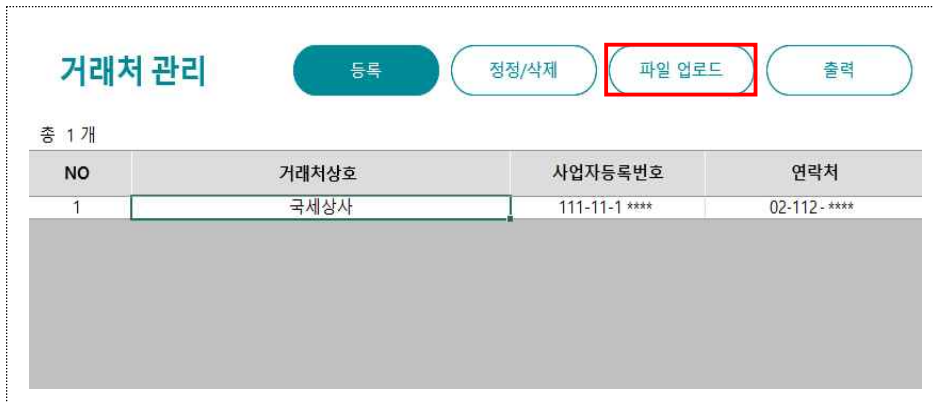 거래처 관리 등록 정정/삭제 파일 업로드 출력
총 1 개
NO 거래처상호 사업자등록번호 연락처
1 국세상사 111-11-1 **** 02-112 - ****